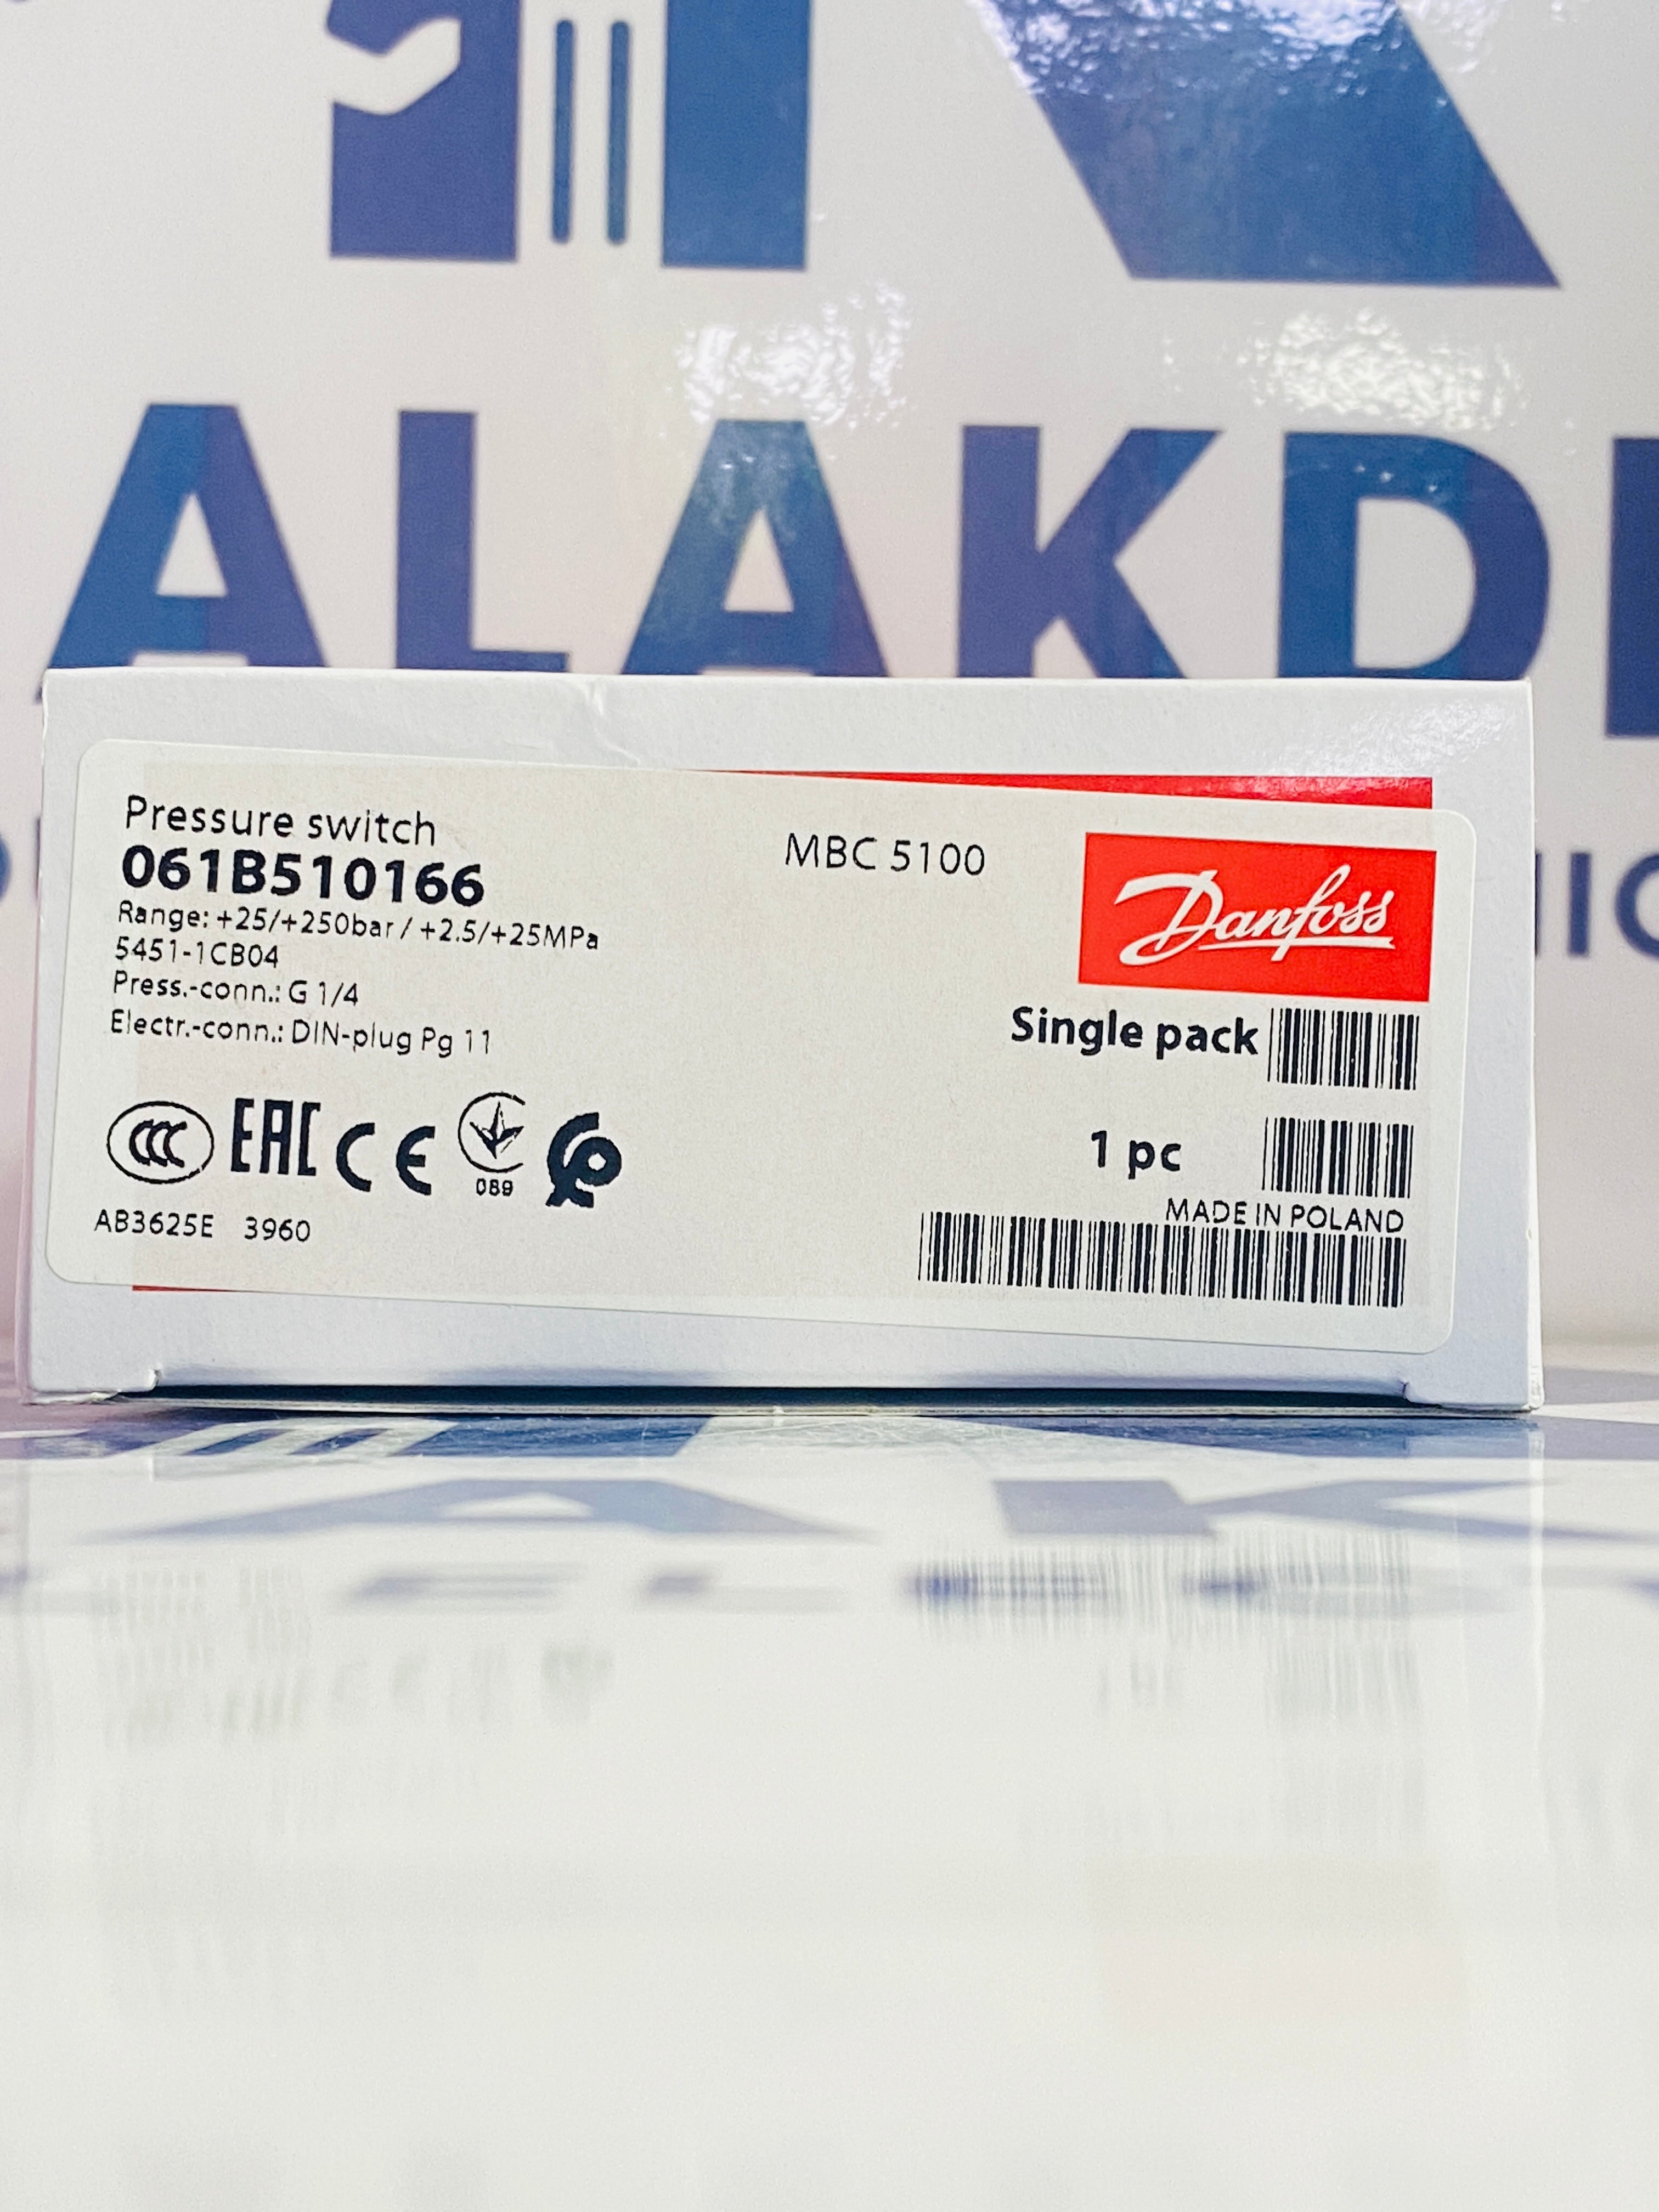 ALAKD
Pressure switch
061B510166
Range: +25/+250bar / +2.5/+25MPa
5451-1CB04
Press.-conn.: G 1/4
Electr.-conn.: DIN-plug Pg 11
MBC 5100
Danfoss
Single pack
1 pc
MADE IN POLAND
CCC EAC CE
089
AB3625E 3960